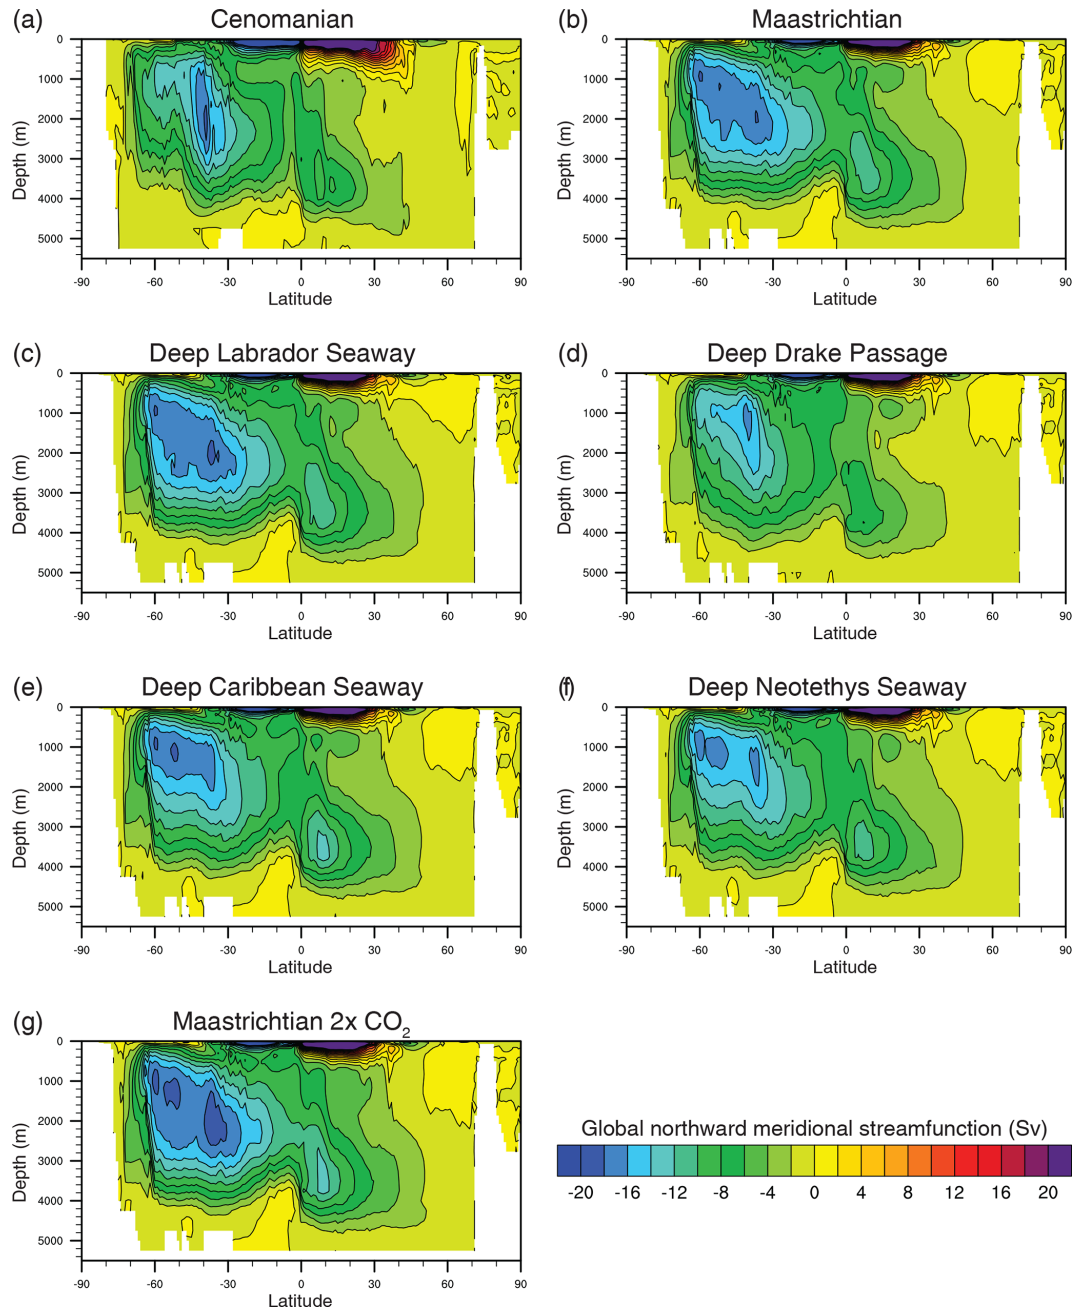 (a) Cenomanian
0
1000
2000
3000
4000
5000
Depth (m)
-90 -60 -30 0 30 60 90
Latitude
(b) Maastrichtian
0
1000
2000
3000
4000
5000
Depth (m)
-90 -60 -30 0 30 60 90
Latitude
(c) Deep Labrador Seaway
0
1000
2000
3000
4000
5000
Depth (m)
-90 -60 -30 0 30 60 90
Latitude
(d) Deep Drake Passage
0
1000
2000
3000
4000
5000
Depth (m)
-90 -60 -30 0 30 60 90
Latitude
(e) Deep Caribbean Seaway
0
1000
2000
3000
4000
5000
Depth (m)
-90 -60 -30 0 30 60 90
Latitude
(f) Deep Neotethys Seaway
0
1000
2000
3000
4000
5000
Depth (m)
-90 -60 -30 0 30 60 90
Latitude
(g) Maastrichtian 2x CO2
0
1000
2000
3000
4000
5000
Depth (m)
-90 -60 -30 0 30 60 90
Latitude
Global northward meridional streamfunction (Sv)
-20 -16 -12 -8 -4 0 4 8 12 16 20